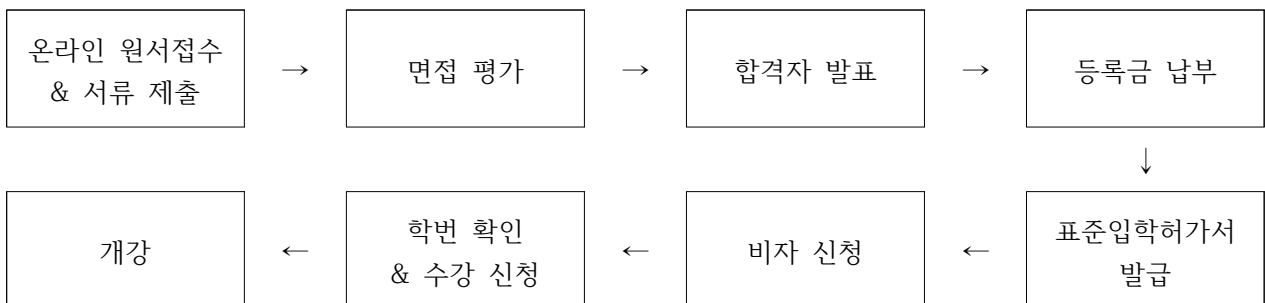 온라인 원서접수
& 서류 제출
→
면접 평가
→
합격자 발표
→
등록금 납부
↓
표준입학허가서
발급
←
비자 신청
←
학번 확인
& 수강 신청
←
개강